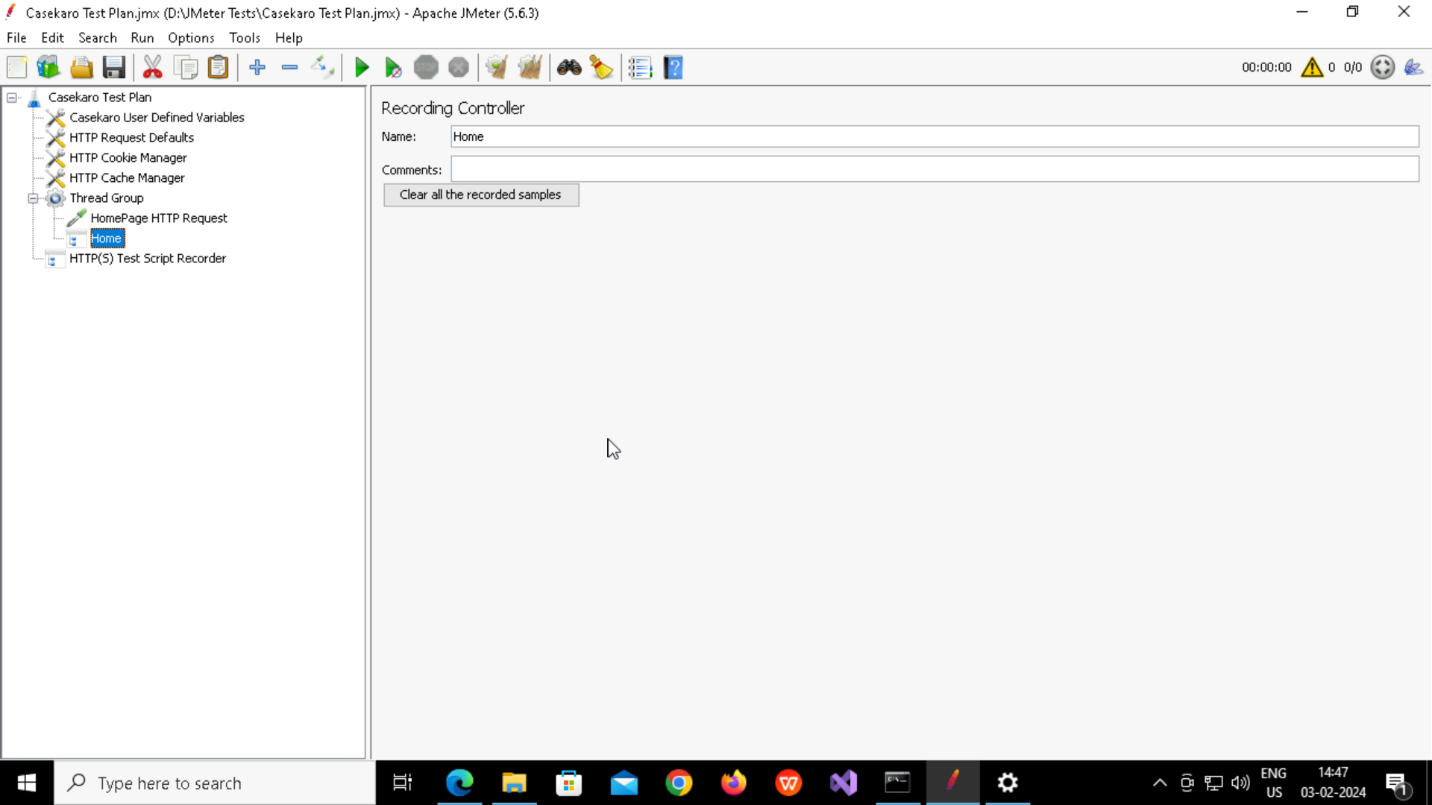 Casekaro Test Plan.jmx (D:\JMeter Tests\Casekaro Test Plan.jmx) - Apache JMeter (5.6.3)
File Edit Search Run Options Tools Help
00:00:00 0 0/0
Casekaro Test Plan
Casekaro User Defined Variables
HTTP Request Defaults
HTTP Cookie Manager
HTTP Cache Manager
Thread Group
HomePage HTTP Request
Home
HTTP(S) Test Script Recorder
Recording Controller
Name: Home
Comments:
Clear all the recorded samples
Type here to search
ENG
US
14:47
03-02-2024
1